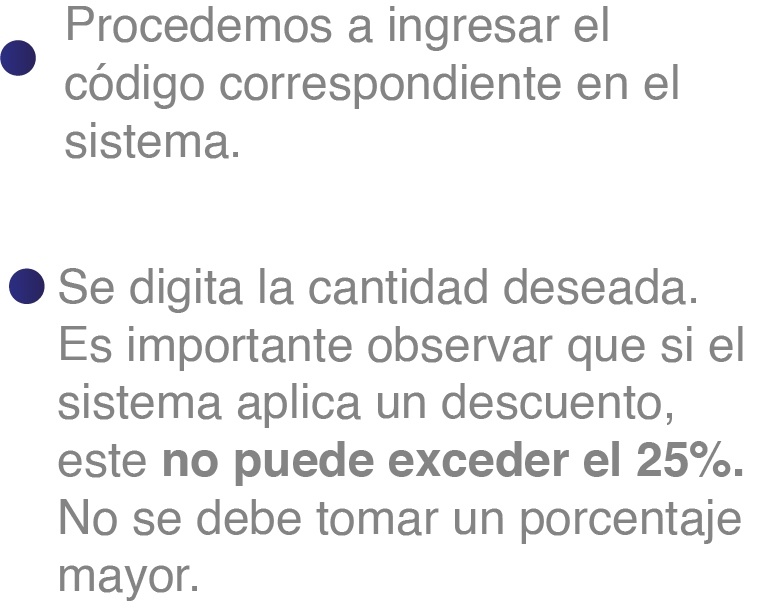 Procedemos a ingresar el
código correspondiente en el
sistema.
Se digita la cantidad deseada.
Es importante observar que si el
sistema aplica un descuento,
este no puede exceder el 25%.
No se debe tomar un porcentaje
mayor.